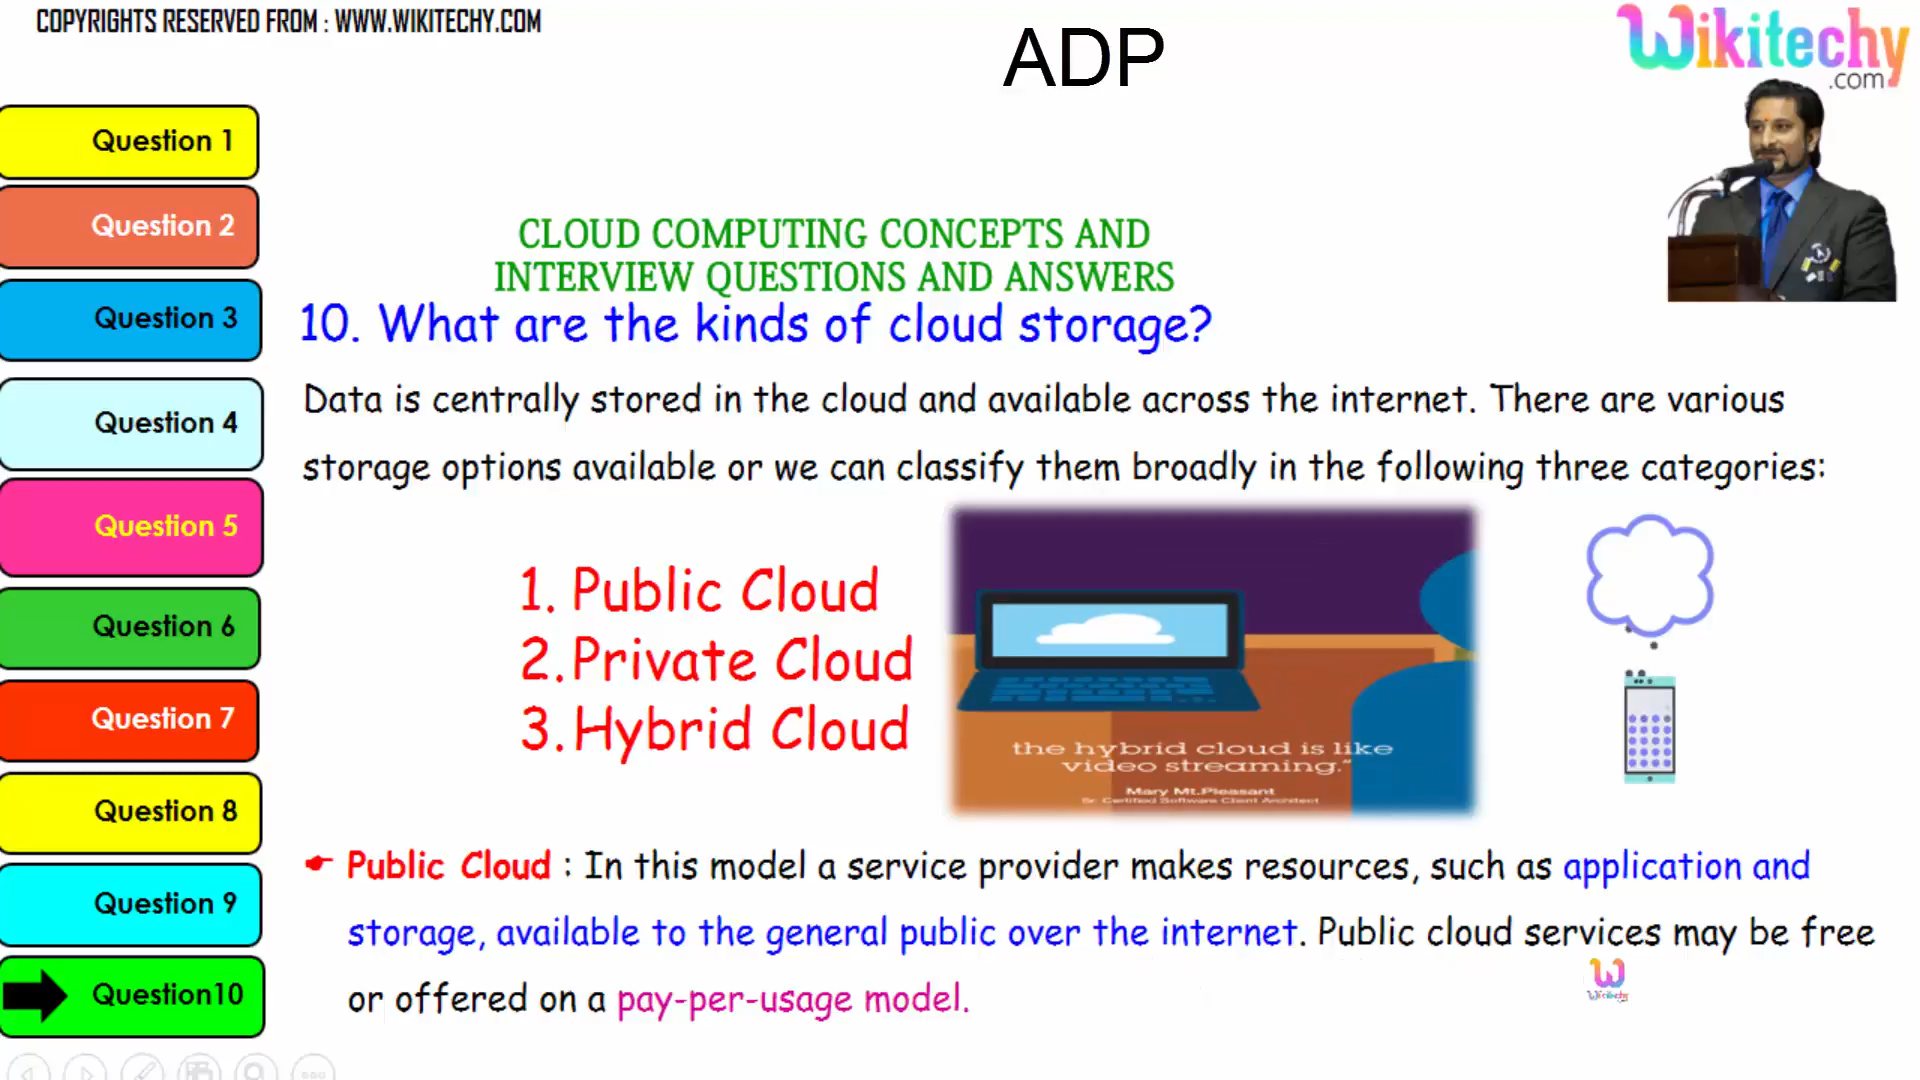 COPYRIGHTS RESERVED FROM : WWW.WIKITECHY.COM
ADP
Wikitechy
.com
Question 1
Question 2
Question 3
Question 4
Question 5
Question 6
Question 7
Question 8
Question 9
Question10
CLOUD COMPUTING CONCEPTS AND
INTERVIEW QUESTIONS AND ANSWERS
10. What are the kinds of cloud storage?
Data is centrally stored in the cloud and available across the internet. There are various
storage options available or we can classify them broadly in the following three categories:
1. Public Cloud
2. Private Cloud
3. Hybrid Cloud
the hybrid cloud is like
video streaming."
Mary Mt.Pleasant
Sr. Certified Software Client Architect
☛ Public Cloud : In this model a service provider makes resources, such as application and
storage, available to the general public over the internet. Public cloud services may be free
or offered on a pay-per-usage model.
W
Wikitechy